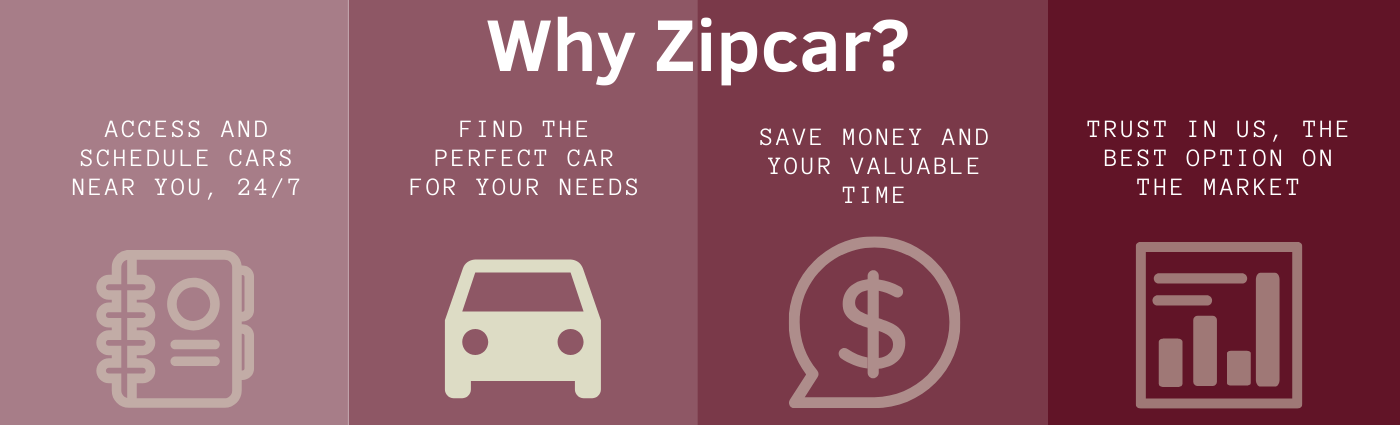 Why Zipcar?
ACCESS AND
SCHEDULE CARS
NEAR YOU, 24/7
FIND THE
PERFECT CAR
FOR YOUR NEEDS
SAVE MONEY AND
YOUR VALUABLE
TIME
TRUST IN US, THE
BEST OPTION ON
THE MARKET
$